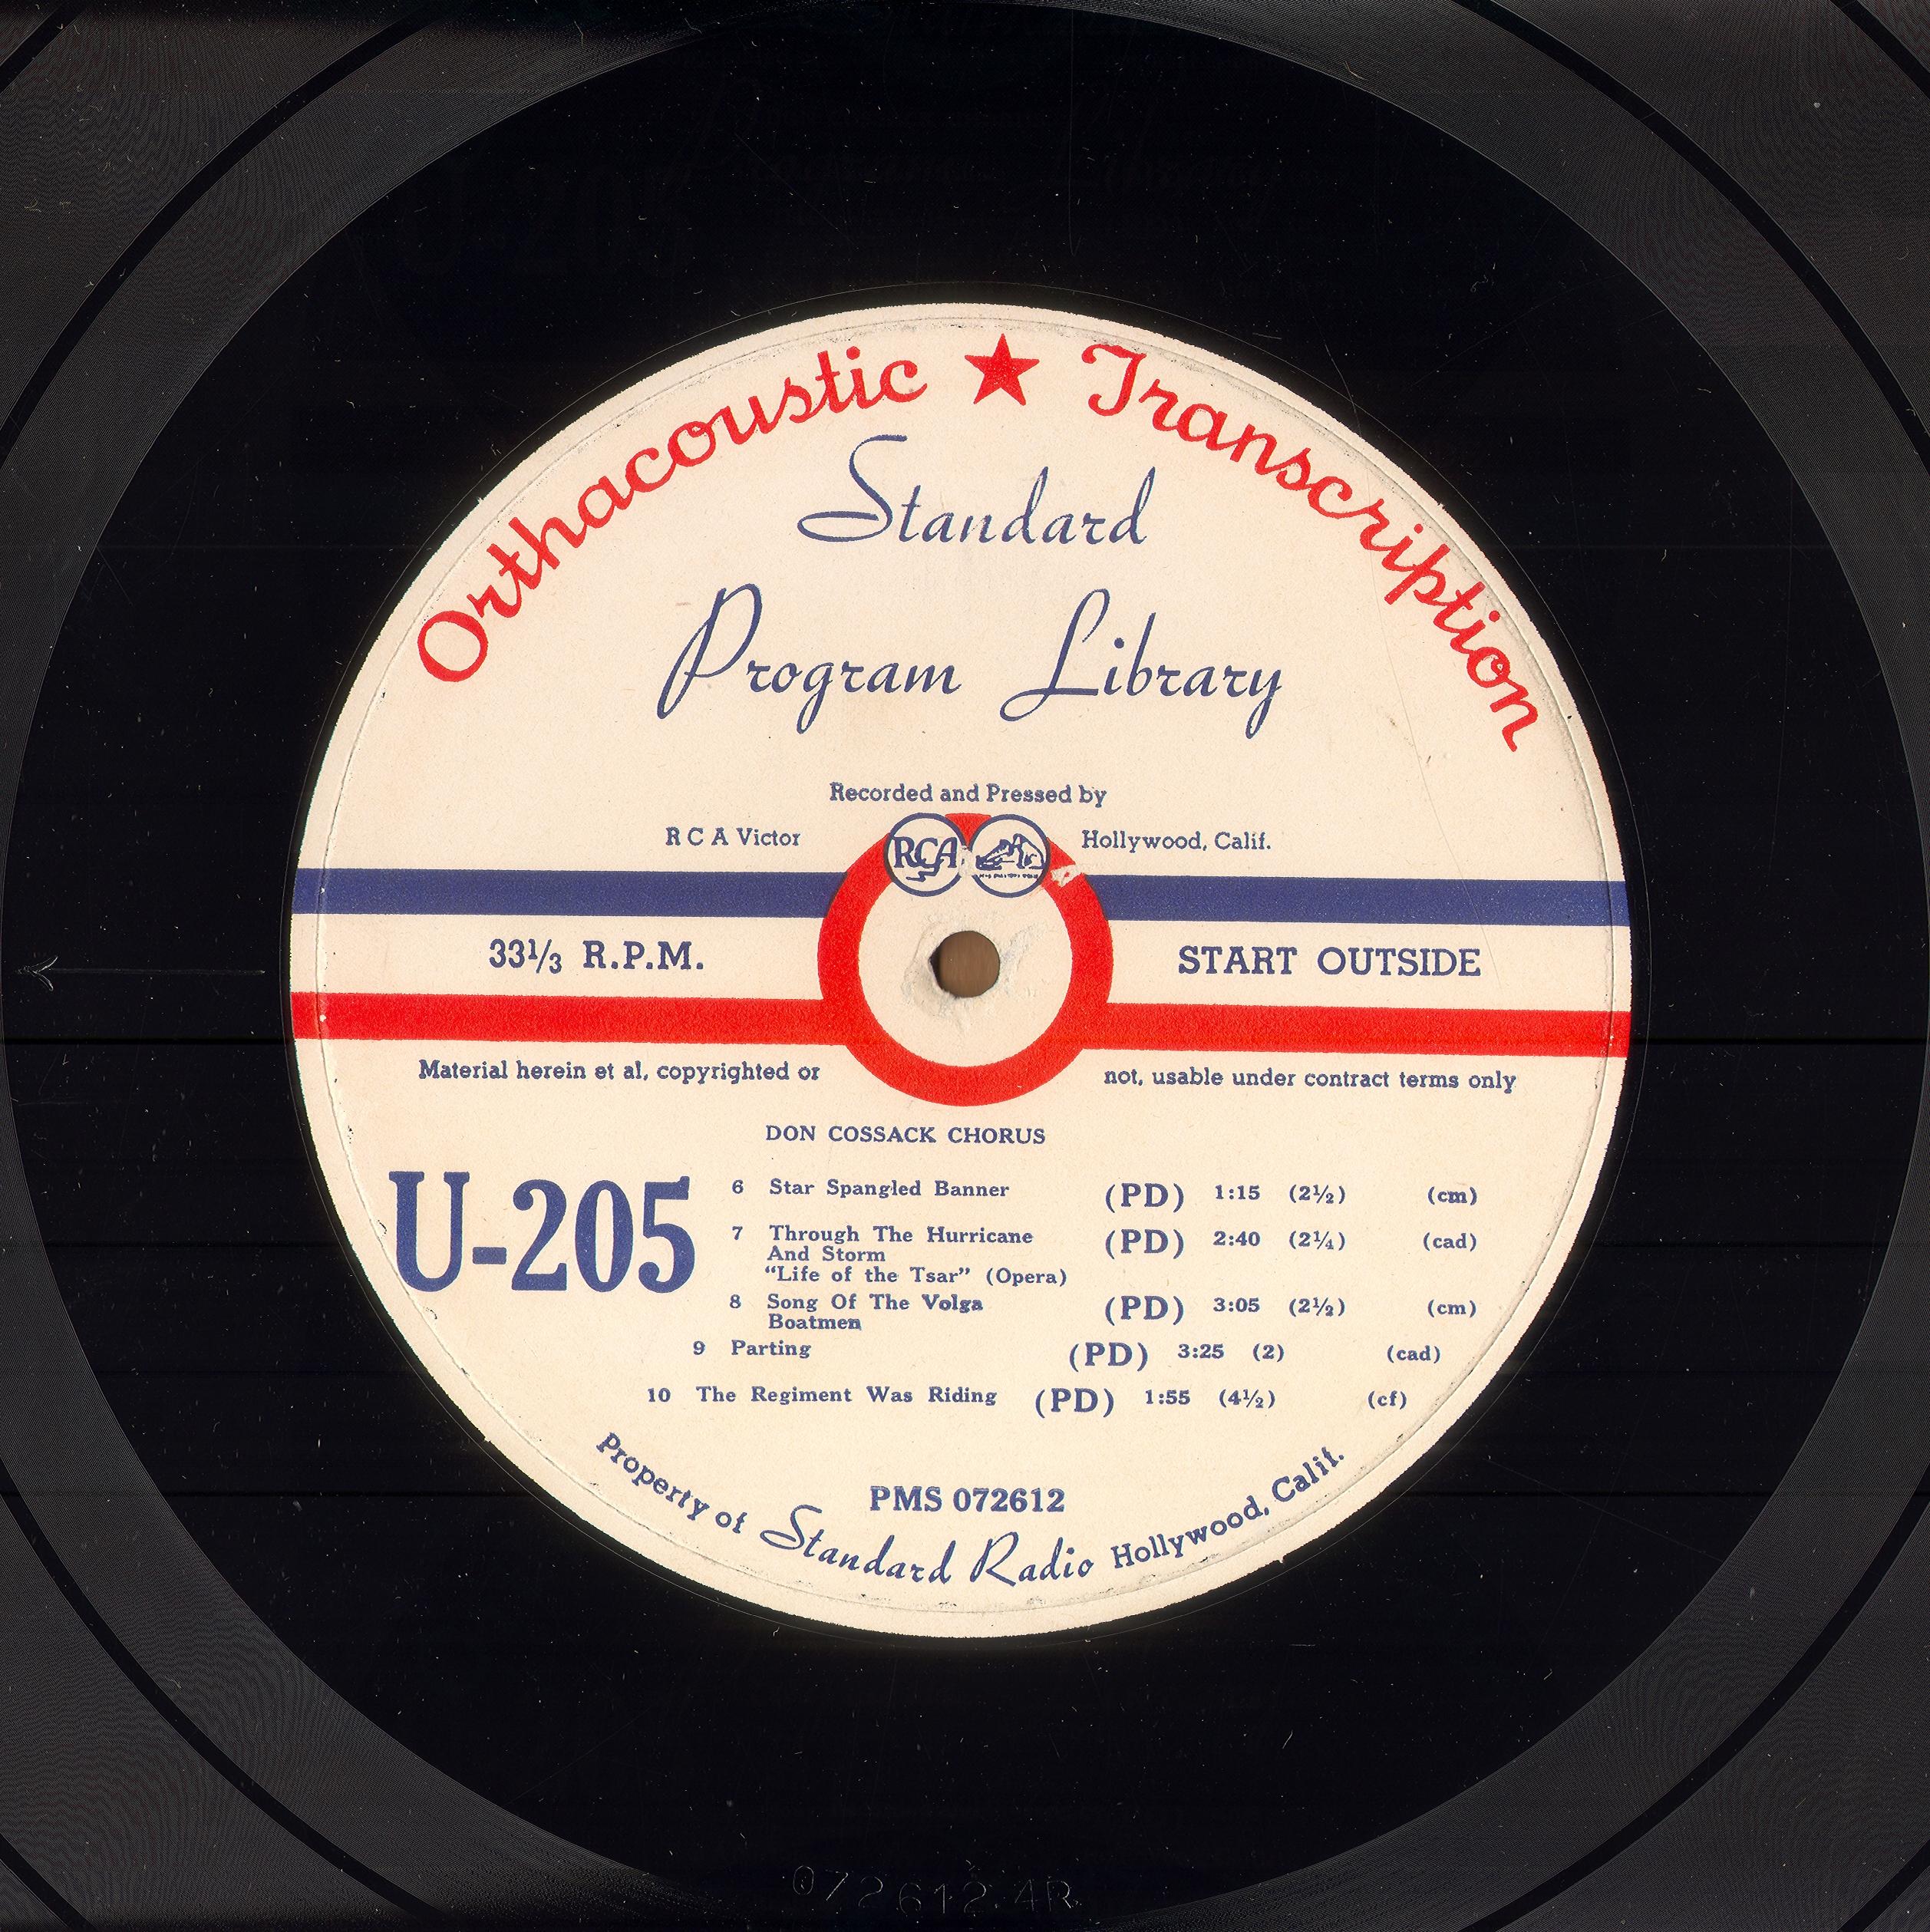 Orthacoustic ★ Transcription
Standard
Program Library
Recorded and Pressed by
R C A Victor RCA Hollywood, Calif.
33⅓ R.P.M. START OUTSIDE
Material herein et al, copyrighted or not, usable under contract terms only
DON COSSACK CHORUS
U-205
6 Star Spangled Banner (PD) 1:15 (2½) (cm)
7 Through The Hurricane (PD) 2:40 (2¼) (cad)
And Storm
“Life of the Tsar” (Opera)
8 Song Of The Volga (PD) 3:05 (2½) (cm)
Boatmen
9 Parting (PD) 3:25 (2) (cad)
10 The Regiment Was Riding (PD) 1:55 (4½) (cf)
PMS 072612
Property of Standard Radio Hollywood, Calif.
072612.4R